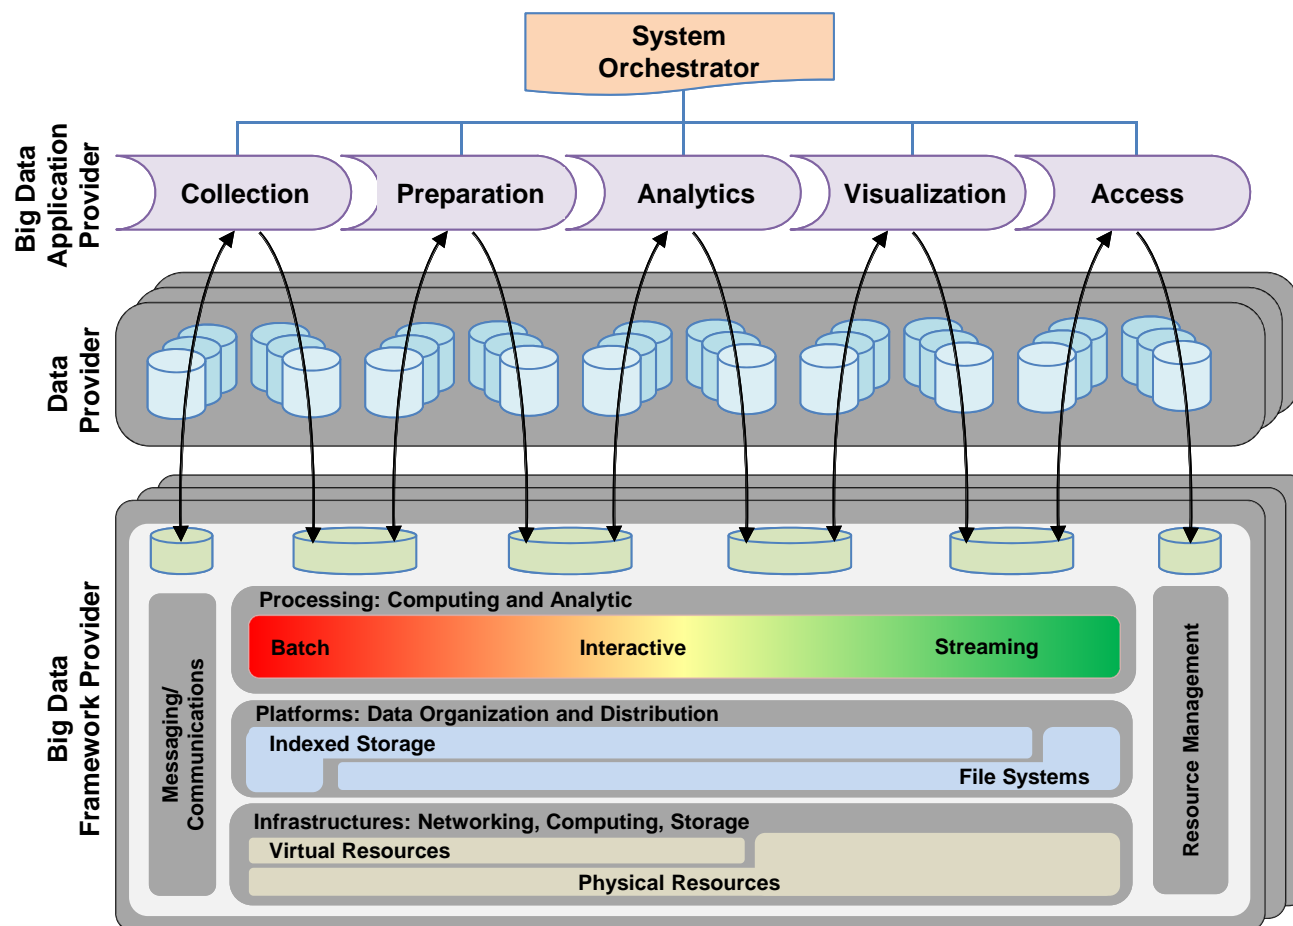 System
Orchestrator
Big Data
Application
Provider
Collection
Preparation
Analytics
Visualization
Access
Data
Provider
Big Data
Framework Provider
Messaging/
Communications
Processing: Computing and Analytic
Batch
Interactive
Streaming
Platforms: Data Organization and Distribution
Indexed Storage
File Systems
Infrastructures: Networking, Computing, Storage
Virtual Resources
Physical Resources
Resource Management